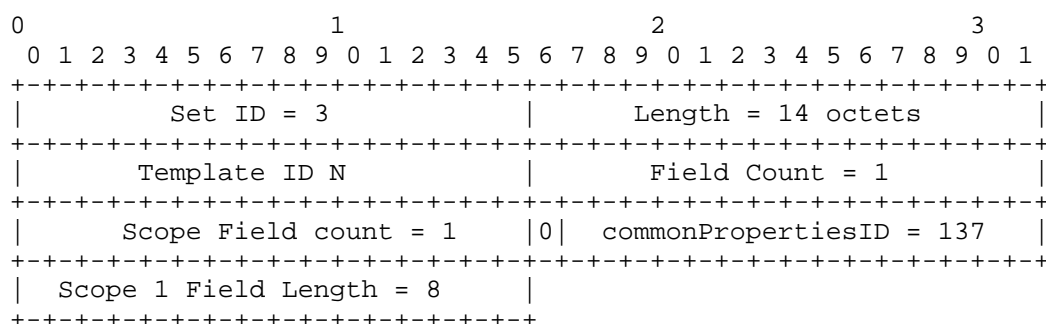 0                   1                   2                   3
 0 1 2 3 4 5 6 7 8 9 0 1 2 3 4 5 6 7 8 9 0 1 2 3 4 5 6 7 8 9 0 1
+-+-+-+-+-+-+-+-+-+-+-+-+-+-+-+-+-+-+-+-+-+-+-+-+-+-+-+-+-+-+-+-+
|         Set ID = 3            |      Length = 14 octets       |
+-+-+-+-+-+-+-+-+-+-+-+-+-+-+-+-+-+-+-+-+-+-+-+-+-+-+-+-+-+-+-+-+
|       Template ID N           |       Field Count = 1         |
+-+-+-+-+-+-+-+-+-+-+-+-+-+-+-+-+-+-+-+-+-+-+-+-+-+-+-+-+-+-+-+-+
|      Scope Field count = 1    |0|  commonPropertiesID = 137   |
+-+-+-+-+-+-+-+-+-+-+-+-+-+-+-+-+-+-+-+-+-+-+-+-+-+-+-+-+-+-+-+-+
|  Scope 1 Field Length = 8     |
+-+-+-+-+-+-+-+-+-+-+-+-+-+-+-+-+